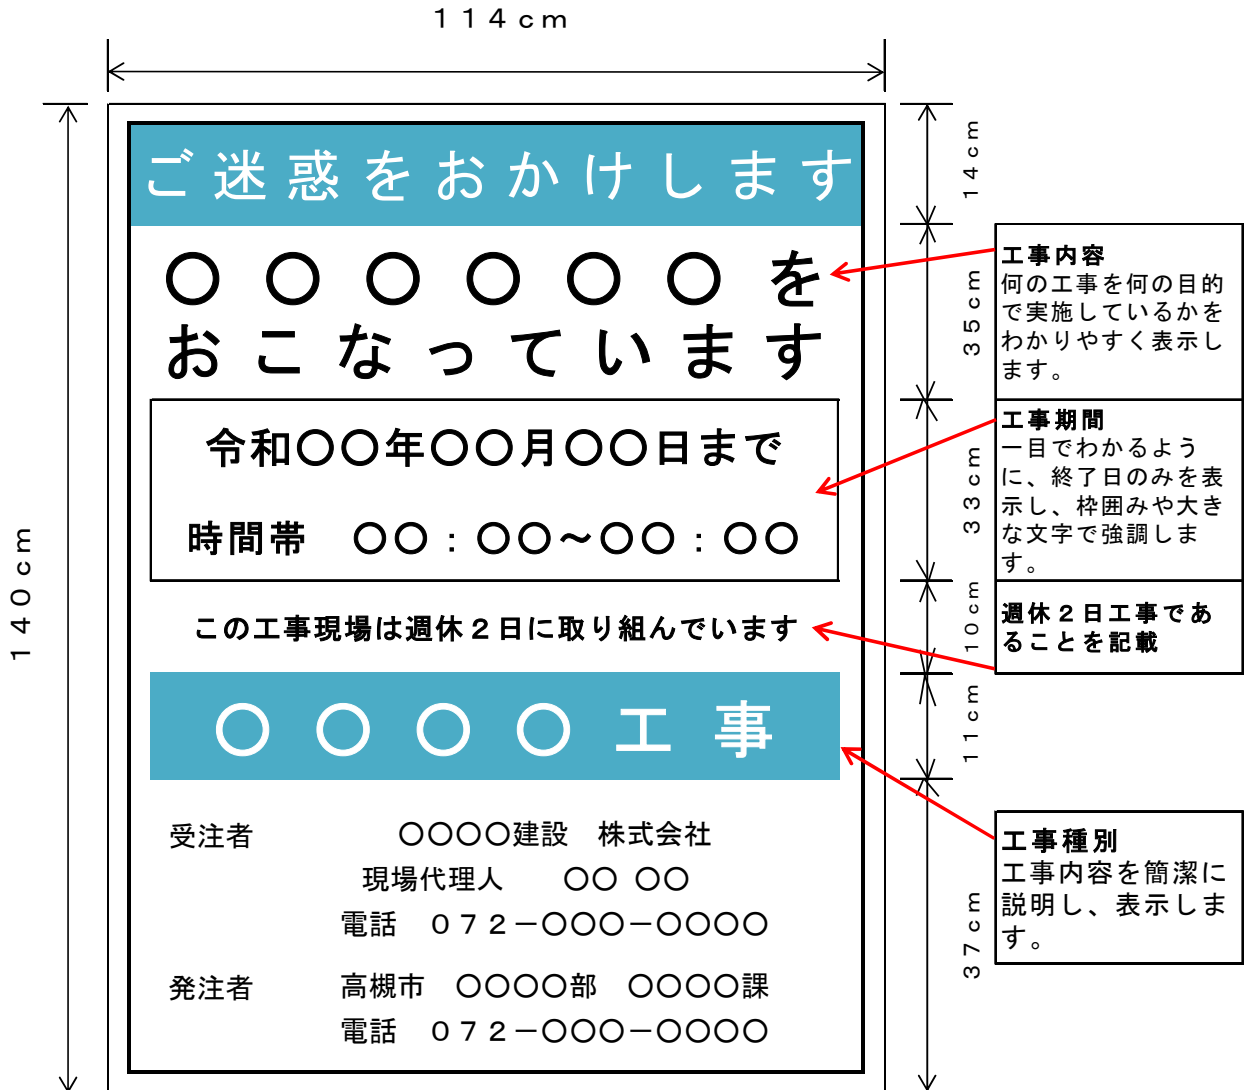 １１４ｃｍ
１４０ｃｍ
ご迷惑をおかけします
〇〇〇〇〇〇を
おこなっています
令和〇〇年〇〇月〇〇日まで
時間帯　〇〇：〇〇～〇〇：〇〇
この工事現場は週休２日に取り組んでいます
〇〇〇〇工事
受注者　〇〇〇〇建設　株式会社
現場代理人　〇〇 〇〇
電話　０７２－〇〇〇－〇〇〇〇
発注者　高槻市　〇〇〇〇部　〇〇〇〇課
電話　０７２－〇〇〇－〇〇〇〇
１４ｃｍ
３５ｃｍ
３３ｃｍ
１０ｃｍ
１１ｃｍ
３７ｃｍ
工事内容
何の工事を何の目的
で実施しているかを
わかりやすく表示し
ます。
工事期間
一目でわかるよう
に、終了日のみを表
示し、枠囲みや大き
な文字で強調しま
す。
週休２日工事であ
ることを記載
工事種別
工事内容を簡潔に
説明し、表示しま
す。